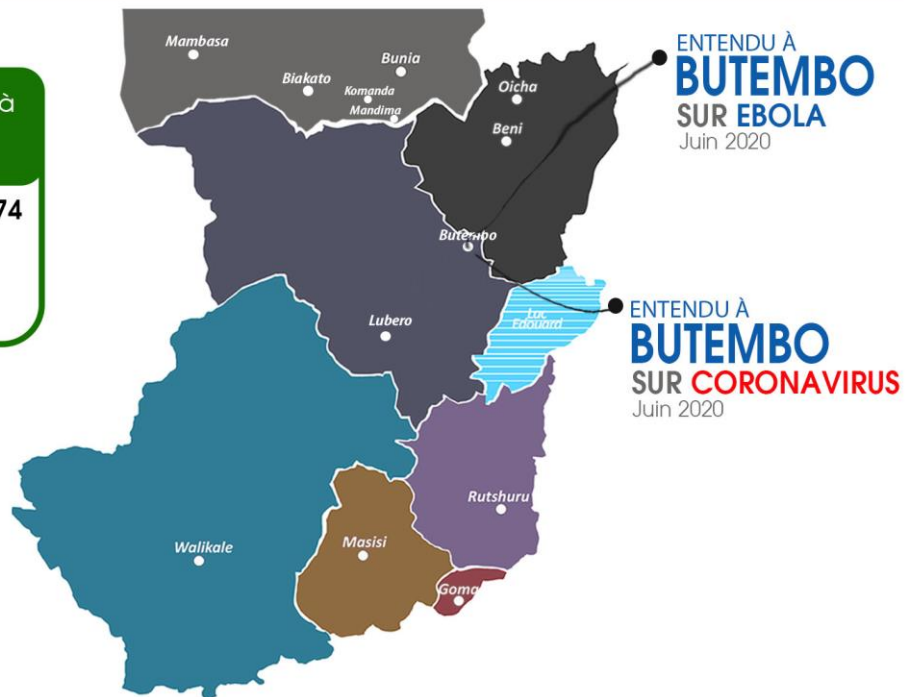 à
74
Mambasa
Bunia
Biakato
Komanda
Mandima
Oicha
Beni
ENTENDU À
BUTEMBO
SUR EBOLA
Juin 2020
Butembo
Lubero
Luc
Edouard
ENTENDU À
BUTEMBO
SUR CORONAVIRUS
Juin 2020
Rutshuru
Walikale
Masisi
Goma